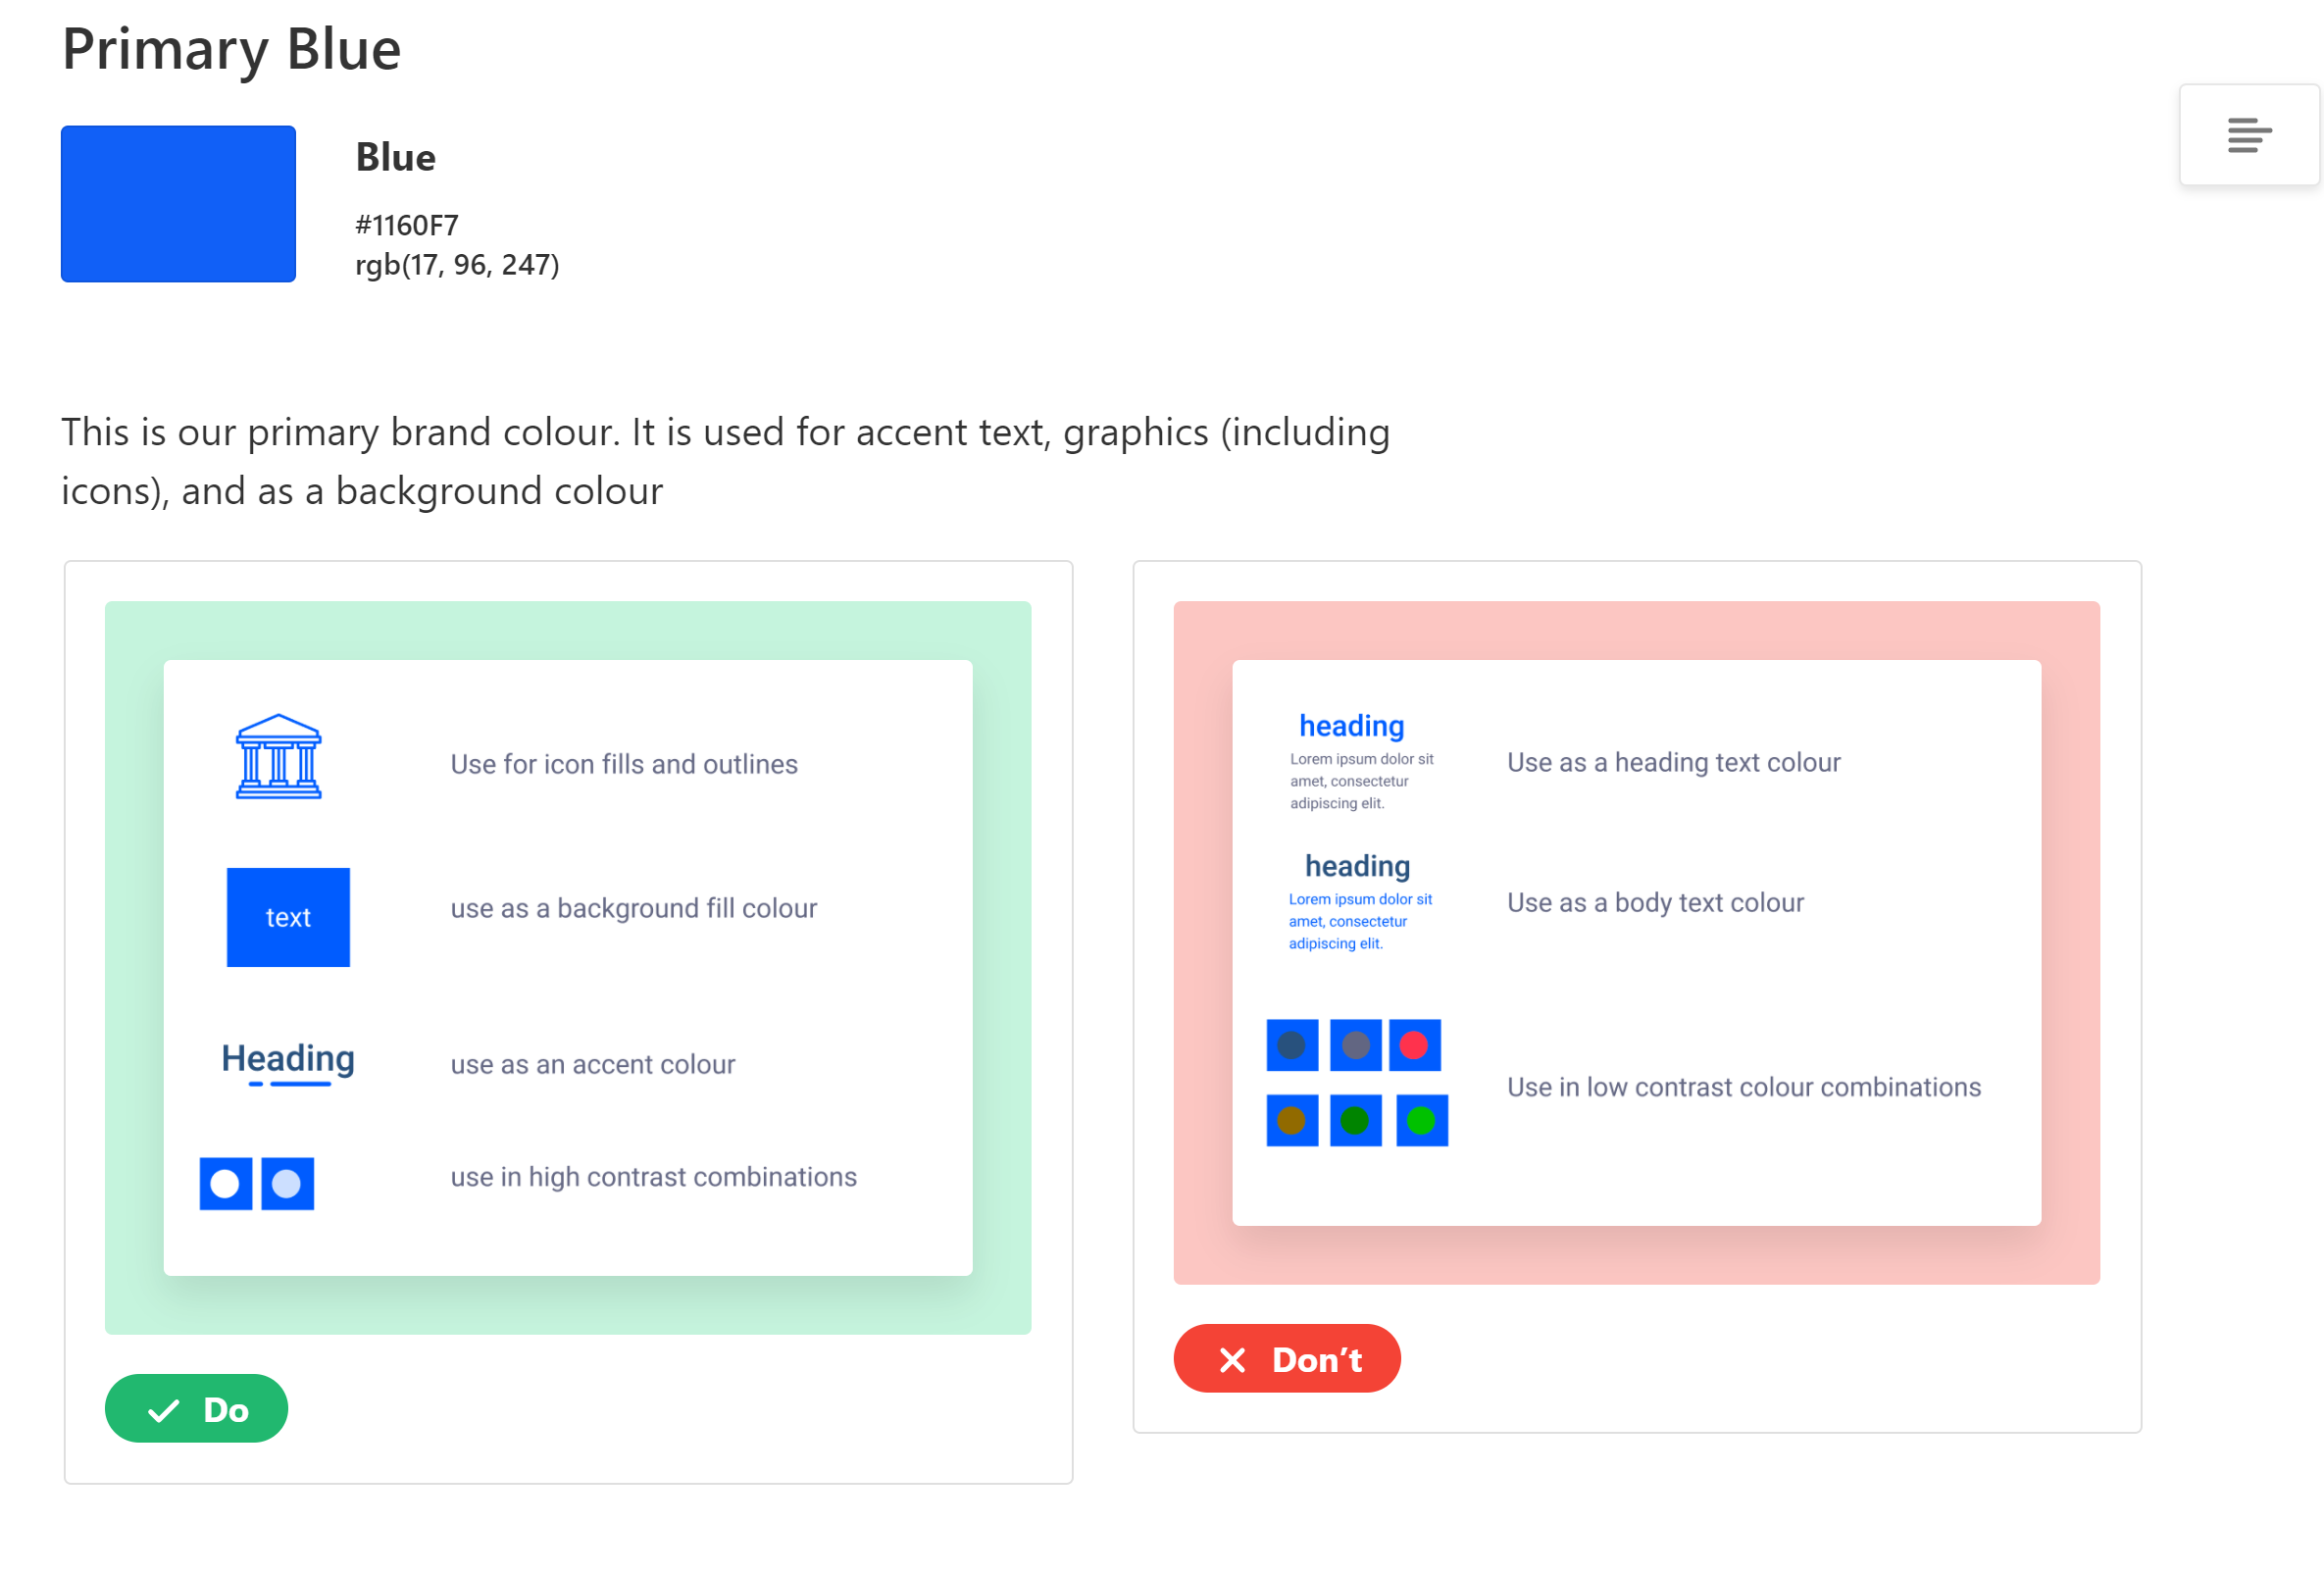 Primary Blue
Blue
#1160F7
rgb(17, 96, 247)
This is our primary brand colour. It is used for accent text, graphics (including
icons), and as a background colour
Use for icon fills and outlines
text
use as a background fill colour
Heading
use as an accent colour
use in high contrast combinations
Do
heading
Lorem ipsum dolor sit
amet, consectetur
adipiscing elit.
Use as a heading text colour
heading
Lorem ipsum dolor sit
amet, consectetur
adipiscing elit.
Use as a body text colour
Use in low contrast colour combinations
Don’t